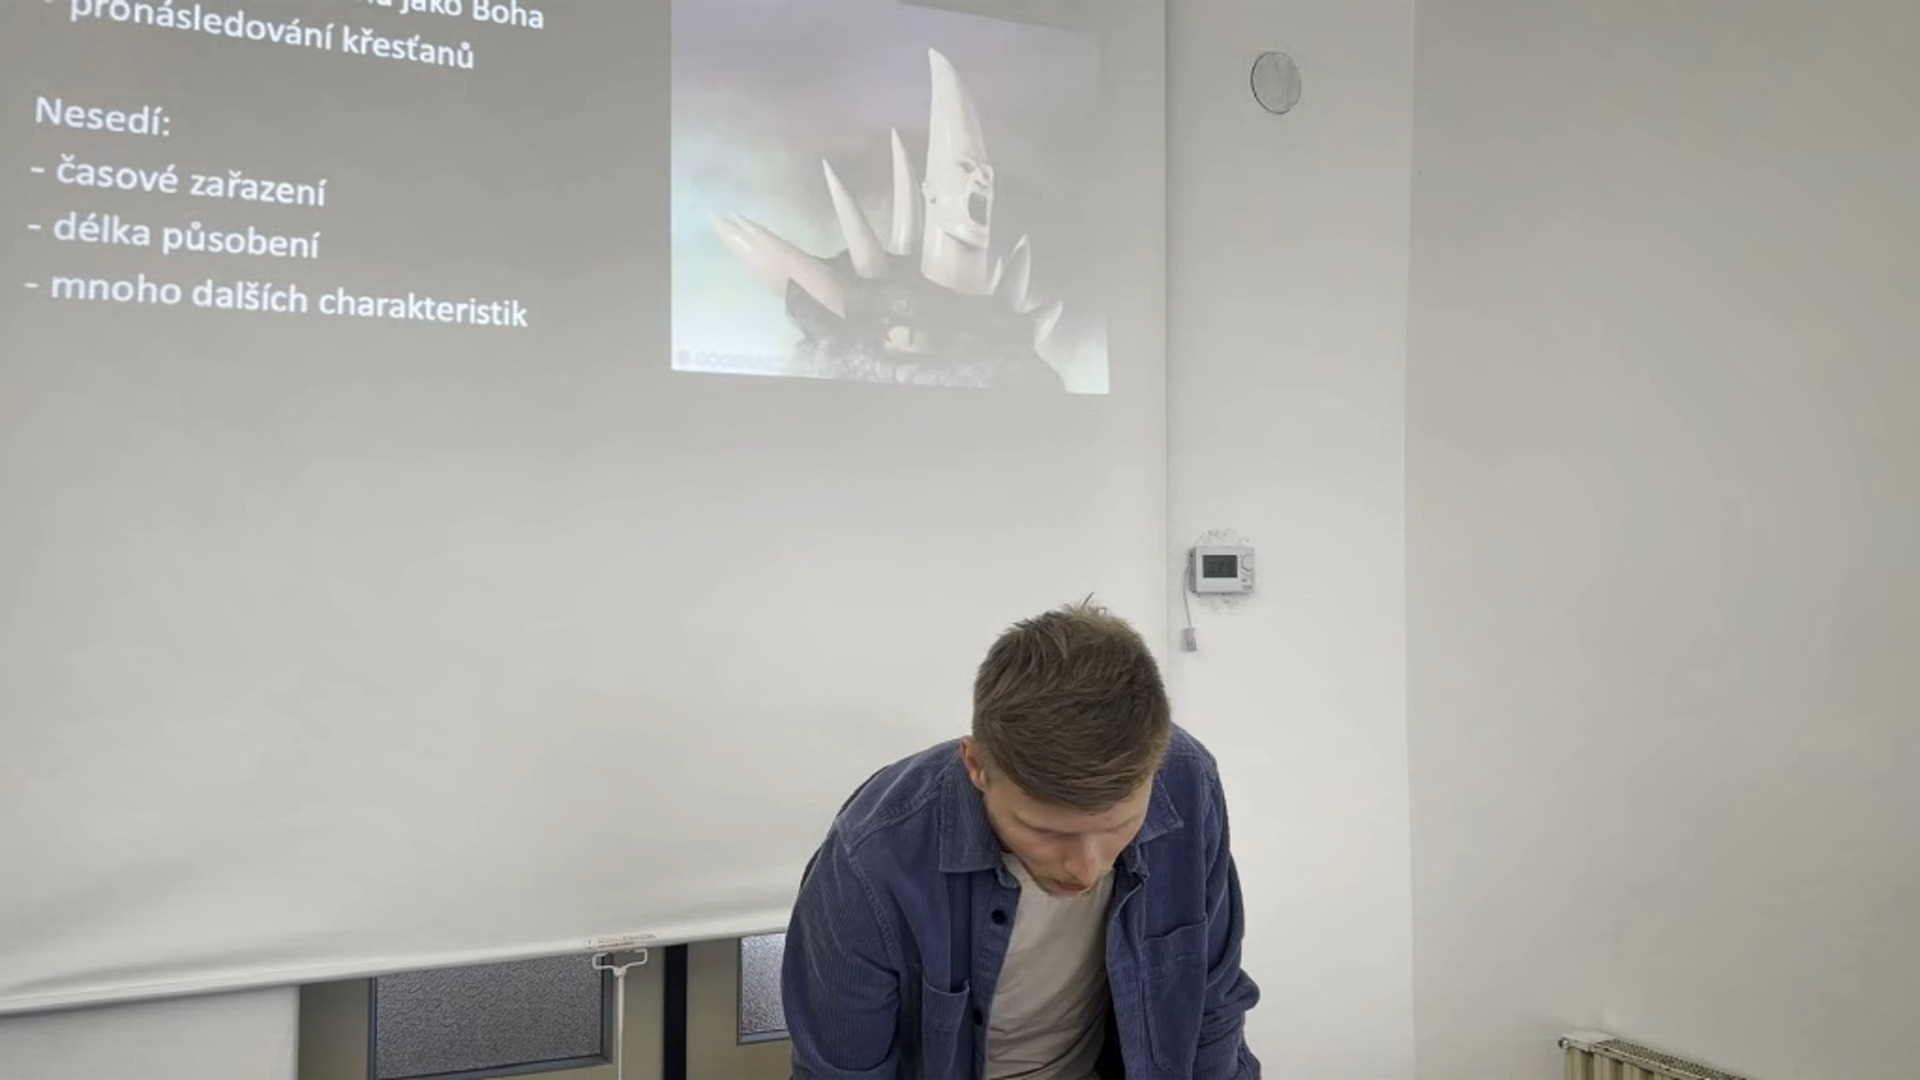 jako Boha
pronásledování křesťanů
Nesedí:
- časové zařazení
- délka působení
- mnoho dalších charakteristik